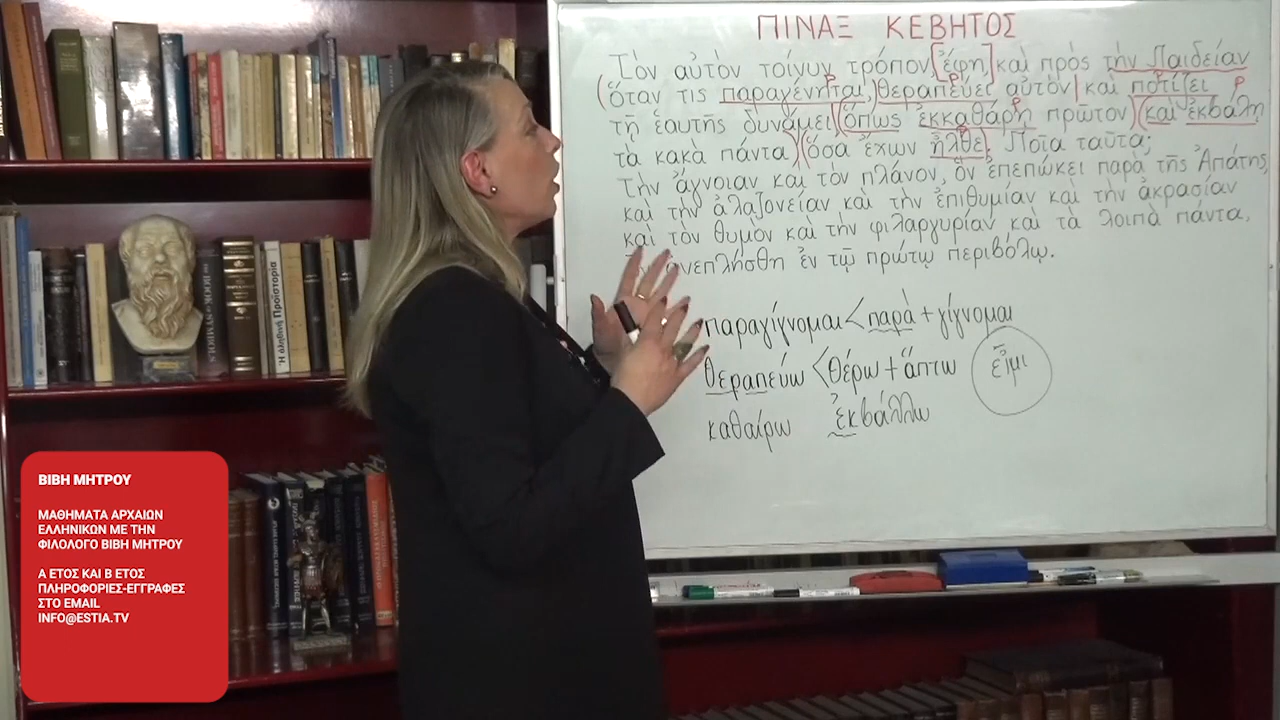 ΠΙΝΑΞ ΚΕΒΗΤΟΣ
Τὸν αὐτὸν τοίνυν τρόπον, [ἔφη,] καὶ πρὸς τὴν Παιδείαν
(ὅταν τις παραγένηται,) θεραπεύει αὐτὸν καὶ ποτίζει
τῇ ἑαυτῆς δυνάμει, (ὅπως ἐκκαθάρῃ πρῶτον) (καὶ ἐκβάλῃ
τὰ κακὰ πάντα) (ὅσα ἔχων ἦλθε. Ποῖα ταῦτα;
Τὴν ἄγνοιαν καὶ τὸν πλάνον, ὃν ἐπεπώκει παρὰ τῆς Ἀπάτης,
καὶ τὴν ἀλαζονείαν καὶ τὴν ἐπιθυμίαν καὶ τὴν ἀκρασίαν
καὶ τὸν θυμὸν καὶ τὴν φιλαργυρίαν καὶ τὰ λοιπὰ πάντα,
ἀνεπλήσθη ἐν τῷ πρώτῳ περιβόλῳ.
παραγίγνομαι < παρὰ + γίγνομαι
θεραπεύω < θέρω + ἅπτω εἶμι
καθαίρω ἐκβάλλω
Ἡ ἀληθινή Προϊστορία
ΒΙΒΗ ΜΗΤΡΟΥ
ΜΑΘΗΜΑΤΑ ΑΡΧΑΙΩΝ
ΕΛΛΗΝΙΚΩΝ ΜΕ ΤΗΝ
ΦΙΛΟΛΟΓΟ ΒΙΒΗ ΜΗΤΡΟΥ
Α ΕΤΟΣ ΚΑΙ Β ΕΤΟΣ
ΠΛΗΡΟΦΟΡΙΕΣ-ΕΓΓΡΑΦΕΣ
ΣΤΟ EMAIL
INFO@ESTIA.TV